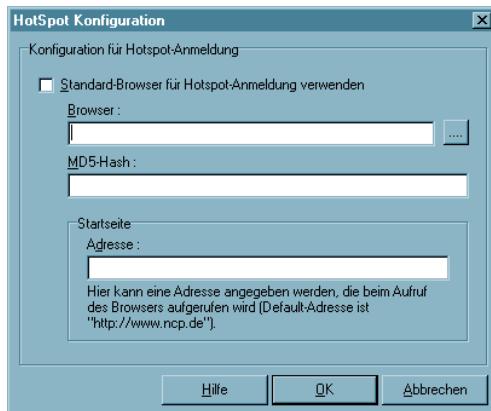 HotSpot Konfiguration
Konfiguration für Hotspot-Anmeldung
Standard-Browser für Hotspot-Anmeldung verwenden
Browser :
....
MD5-Hash :
Startseite
Adresse :
Hier kann eine Adresse angegeben werden, die beim Aufruf
des Browsers aufgerufen wird (Default-Adresse ist
"http://www.ncp.de").
Hilfe
OK
Abbrechen